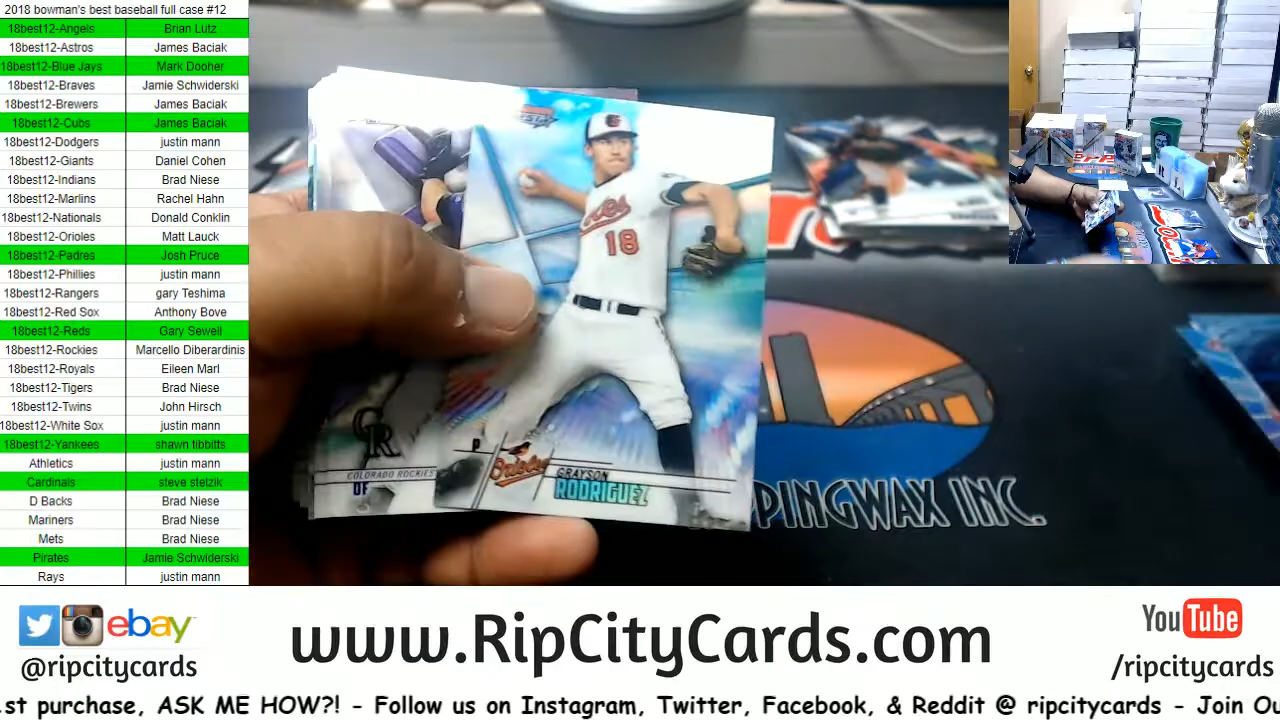 2018 bowman's best baseball full case #12
18best12-Angels Brian Lutz
18best12-Astros James Baciak
18best12-Blue Jays Mark Dooher
18best12-Braves Jamie Schwiderski
18best12-Brewers James Baciak
18best12-Cubs James Baciak
18best12-Dodgers justin mann
18best12-Giants Daniel Cohen
18best12-Indians Brad Niese
18best12-Marlins Rachel Hahn
18best12-Nationals Donald Conklin
18best12-Orioles Matt Lauck
18best12-Padres Josh Pruce
18best12-Phillies justin mann
18best12-Rangers gary Teshima
18best12-Red Sox Anthony Bove
18best12-Reds Gary Sewell
18best12-Rockies Marcello Diberardinis
18best12-Royals Eileen Marl
18best12-Tigers Brad Niese
18best12-Twins John Hirsch
18best12-White Sox justin mann
18best12-Yankees shawn tibbitts
Athletics justin mann
Cardinals steve stelzik
D Backs Brad Niese
Mariners Brad Niese
Mets Brad Niese
Pirates Jamie Schwiderski
Rays justin mann
18
CR
COLORADO ROCKIES
OF
P
Orioles
GRAYSON
RODRIGUEZ
PPINGWAX INC.
ebay
@ripcitycards
www.RipCityCards.com
YouTube
/ripcitycards
.st purchase, ASK ME HOW?! - Follow us on Instagram, Twitter, Facebook, & Reddit @ ripcitycards - Join Ou